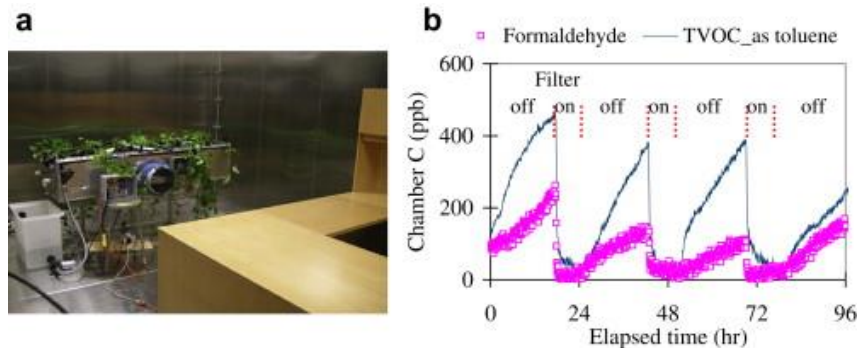 a
b
Formaldehyde TVOC_as toluene
Chamber C (ppb)
600
400
200
0
Filter
off on off on off on off
0 24 48 72 96
Elapsed time (hr)